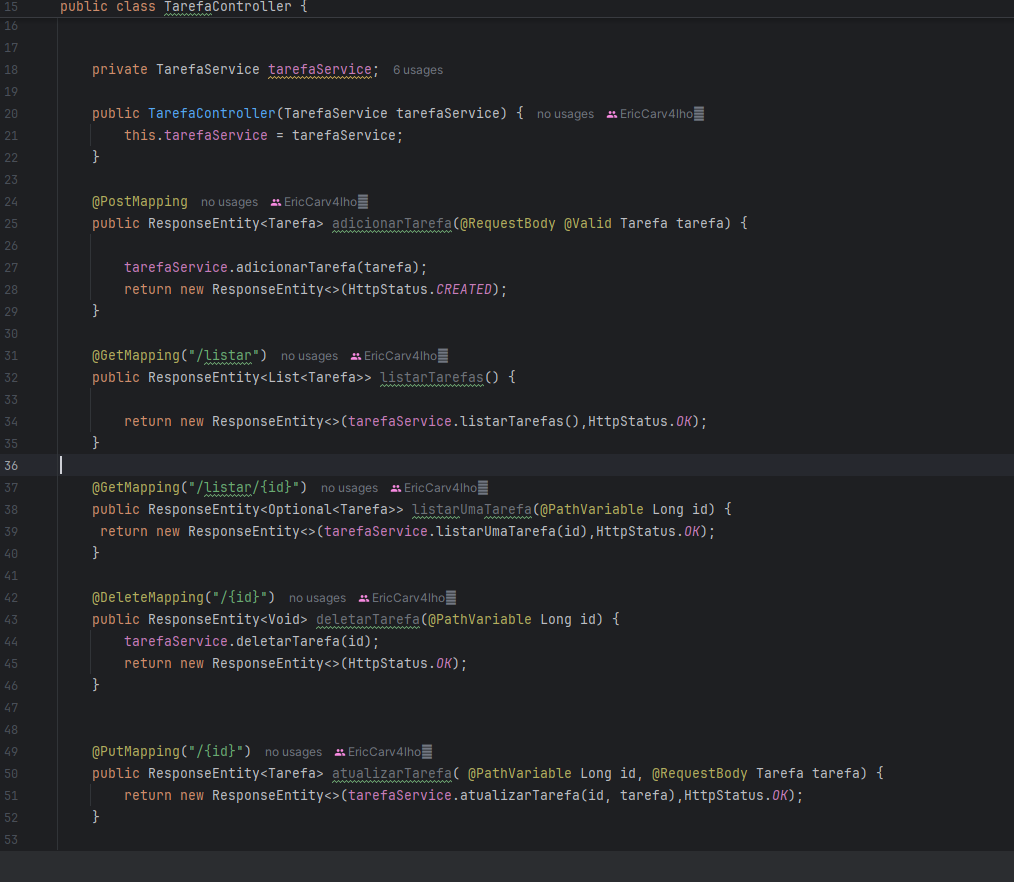 15 public class TarefaController {
16
17
18 private TarefaService tarefaService; 6 usages
19
20 public TarefaController(TarefaService tarefaService) { no usages EricCarv4lho
21 this.tarefaService = tarefaService;
22 }
23
24 @PostMapping no usages EricCarv4lho
25 public ResponseEntity<Tarefa> adicionarTarefa(@RequestBody @Valid Tarefa tarefa) {
26
27 tarefaService.adicionarTarefa(tarefa);
28 return new ResponseEntity<>(HttpStatus.CREATED);
29 }
30
31 @GetMapping("/listar") no usages EricCarv4lho
32 public ResponseEntity<List<Tarefa>> listarTarefas() {
33
34 return new ResponseEntity<>(tarefaService.listarTarefas(),HttpStatus.OK);
35 }
36
37 @GetMapping("/listar/{id}") no usages EricCarv4lho
38 public ResponseEntity<Optional<Tarefa>> listarUmaTarefa(@PathVariable Long id) {
39 return new ResponseEntity<>(tarefaService.listarUmaTarefa(id),HttpStatus.OK);
40 }
41
42 @DeleteMapping("/{id}") no usages EricCarv4lho
43 public ResponseEntity<Void> deletarTarefa(@PathVariable Long id) {
44 tarefaService.deletarTarefa(id);
45 return new ResponseEntity<>(HttpStatus.OK);
46 }
47
48
49 @PutMapping("/{id}") no usages EricCarv4lho
50 public ResponseEntity<Tarefa> atualizarTarefa( @PathVariable Long id, @RequestBody Tarefa tarefa) {
51 return new ResponseEntity<>(tarefaService.atualizarTarefa(id, tarefa),HttpStatus.OK);
52 }
53